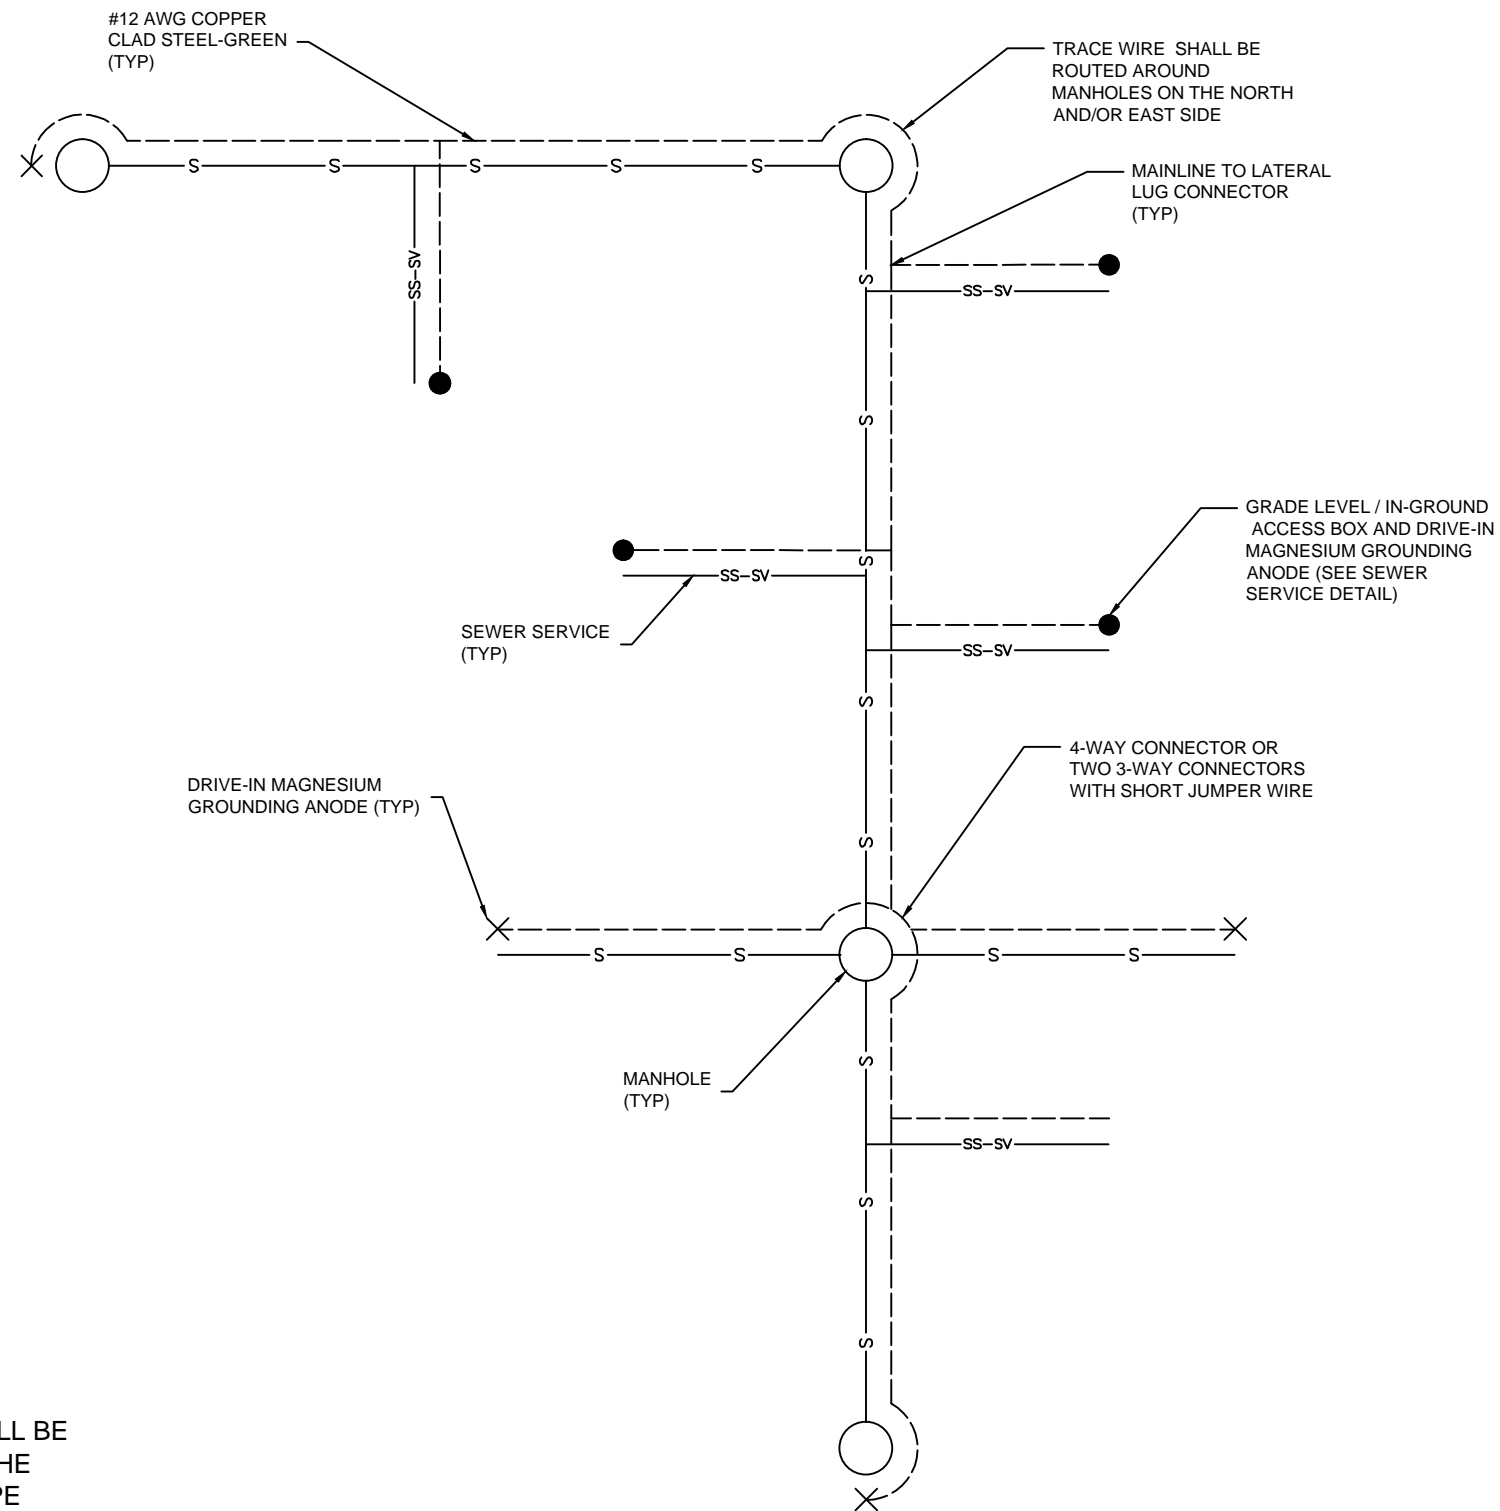 #12 AWG COPPER
CLAD STEEL-GREEN
(TYP)
TRACE WIRE SHALL BE
ROUTED AROUND
MANHOLES ON THE NORTH
AND/OR EAST SIDE
S S S S S
MAINLINE TO LATERAL
LUG CONNECTOR
(TYP)
SS-SV
S
SS-SV
S
GRADE LEVEL / IN-GROUND
ACCESS BOX AND DRIVE-IN
MAGNESIUM GROUNDING
ANODE (SEE SEWER
SERVICE DETAIL)
S
SS-SV
SEWER SERVICE
(TYP)
SS-SV
S
4-WAY CONNECTOR OR
TWO 3-WAY CONNECTORS
WITH SHORT JUMPER WIRE
DRIVE-IN MAGNESIUM
GROUNDING ANODE (TYP)
S
S S S S
MANHOLE
(TYP)
S
SS-SV
S
S
LL BE
HE
PE